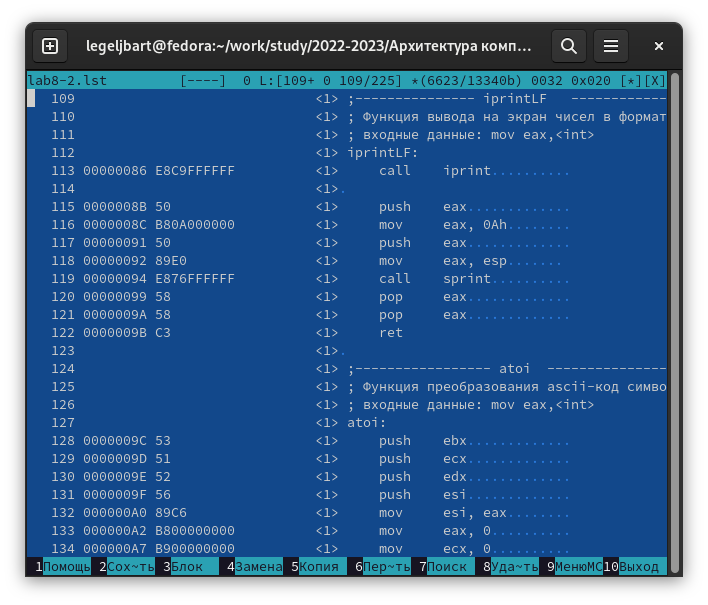 legeljbart@fedora:~/work/study/2022-2023/Архитектура комп…
lab8-2.lst [----] 0 L:[109+ 0 109/225] *(6623/13340b) 0032 0x020 [*][X]
109 <1> ;--------------- iprintLF ------------
110 <1> ; Функция вывода на экран чисел в формат
111 <1> ; входные данные: mov eax,<int>
112 <1> iprintLF:
113 00000086 E8C9FFFFFF <1> call iprint..........
114 <1>.
115 0000008B 50 <1> push eax.............
116 0000008C B80A000000 <1> mov eax, 0Ah........
117 00000091 50 <1> push eax.............
118 00000092 89E0 <1> mov eax, esp.......
119 00000094 E876FFFFFF <1> call sprint..........
120 00000099 58 <1> pop eax.............
121 0000009A 58 <1> pop eax.............
122 0000009B C3 <1> ret
123 <1>.
124 <1> ;----------------- atoi ---------------
125 <1> ; Функция преобразования ascii-код симво
126 <1> ; входные данные: mov eax,<int>
127 <1> atoi:
128 0000009C 53 <1> push ebx.............
129 0000009D 51 <1> push ecx.............
130 0000009E 52 <1> push edx.............
131 0000009F 56 <1> push esi.............
132 000000A0 89C6 <1> mov esi, eax........
133 000000A2 B800000000 <1> mov eax, 0..........
134 000000A7 B900000000 <1> mov ecx, 0..........
1Помощь 2Сох~ть 3Блок 4Замена 5Копия 6Пер~ть 7Поиск 8Уда~ть 9МенюMC 10Выход